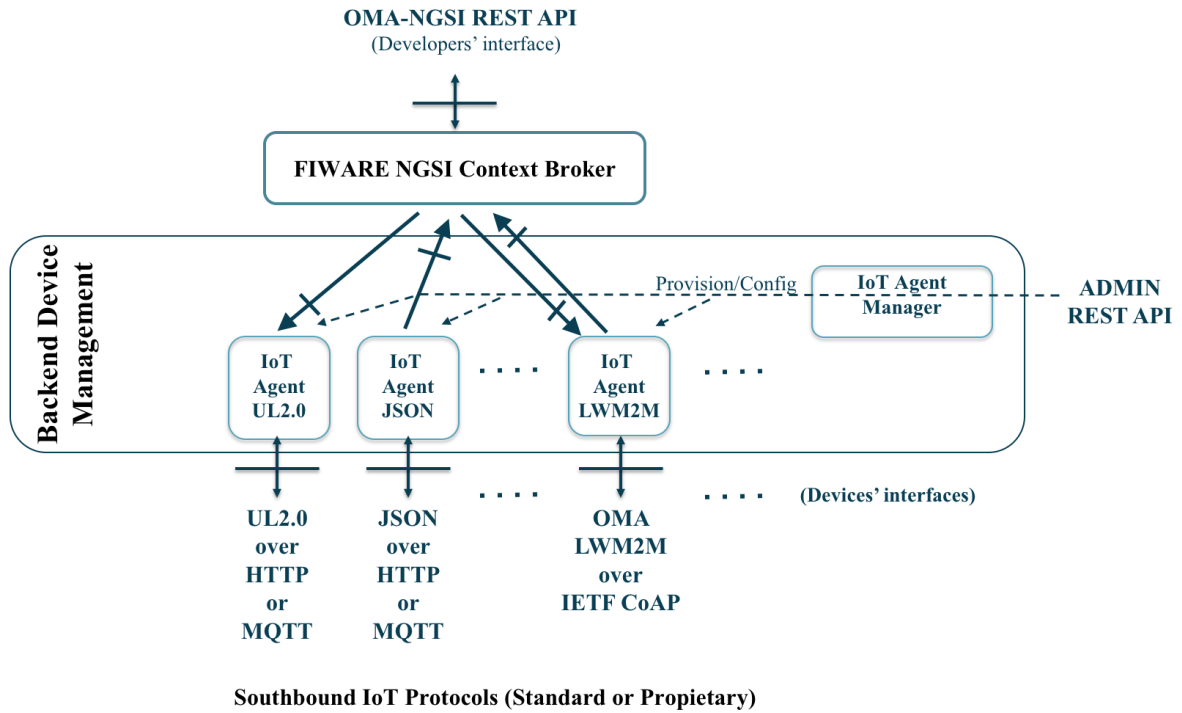 OMA-NGSI REST API
(Developers' interface)
FIWARE NGSI Context Broker
Backend Device
Management
Provision/Config
IoT Agent
Manager
ADMIN
REST API
IoT
Agent
UL2.0
IoT
Agent
JSON
. . . .
IoT
Agent
LWM2M
. . . .
UL2.0
over
HTTP
or
MQTT
JSON
over
HTTP
or
MQTT
. . . .
OMA
LWM2M
over
IETF CoAP
. . . .
(Devices' interfaces)
Southbound IoT Protocols (Standard or Propietary)